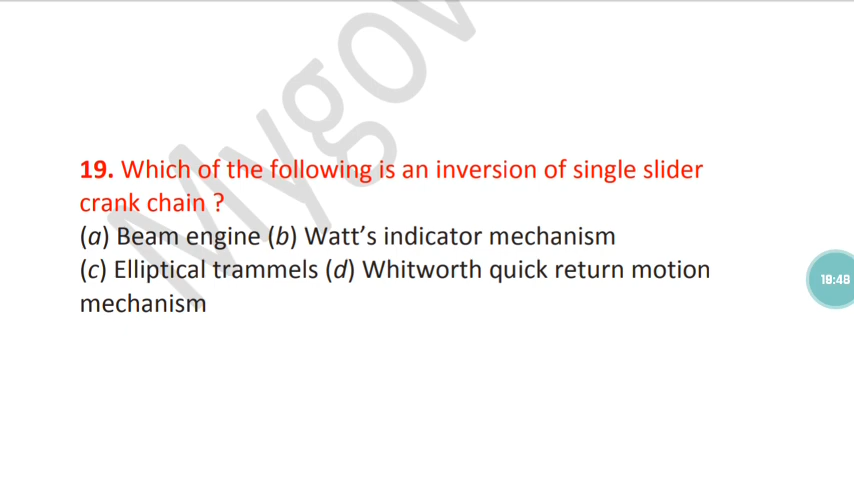 Mygov
19. Which of the following is an inversion of single slider
crank chain ?
(a) Beam engine (b) Watt’s indicator mechanism
(c) Elliptical trammels (d) Whitworth quick return motion
mechanism
18:48